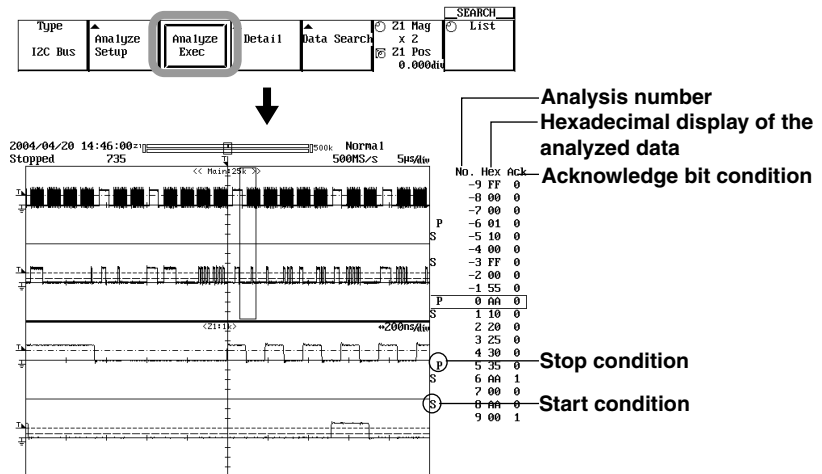 SEARCH
Type
I2C Bus
Analyze
Setup
Analyze
Exec
Detail
Data Search
Z1 Mag
x 2
Z1 Pos
0.000div
List
Analysis number
Hexadecimal display of the
analyzed data
Acknowledge bit condition
2004/04/20 14:46:00
Z1
500k
Normal
Stopped
735
500MS/s
5µs/div
<< Main:25k >>
No. Hex Ack
-9 FF 0
-8 00 0
-7 00 0
P -6 01 0
S -5 10 0
-4 00 0
S -3 FF 0
-2 00 0
-1 55 0
P 0 AA 0
S 1 10 0
2 20 0
3 25 0
4 30 0
P 5 35 0
S 6 AA 1
7 00 0
S 8 AA 0
9 00 1
<Z1:1k>
200ns/div
Stop condition
Start condition